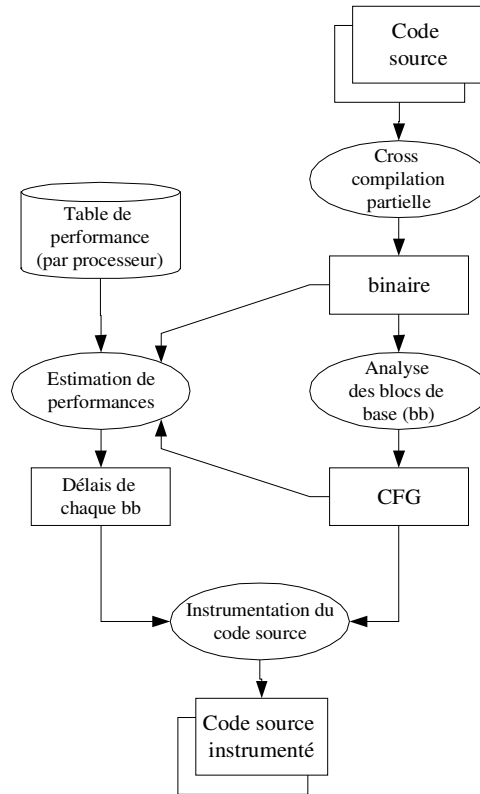 Code
source
Cross
compilation
partielle
Table de
performance
(par processeur)
binaire
Estimation de
performances
Analyse
des blocs de
base (bb)
Délais de
chaque bb
CFG
Instrumentation du
code source
Code source
instrumenté